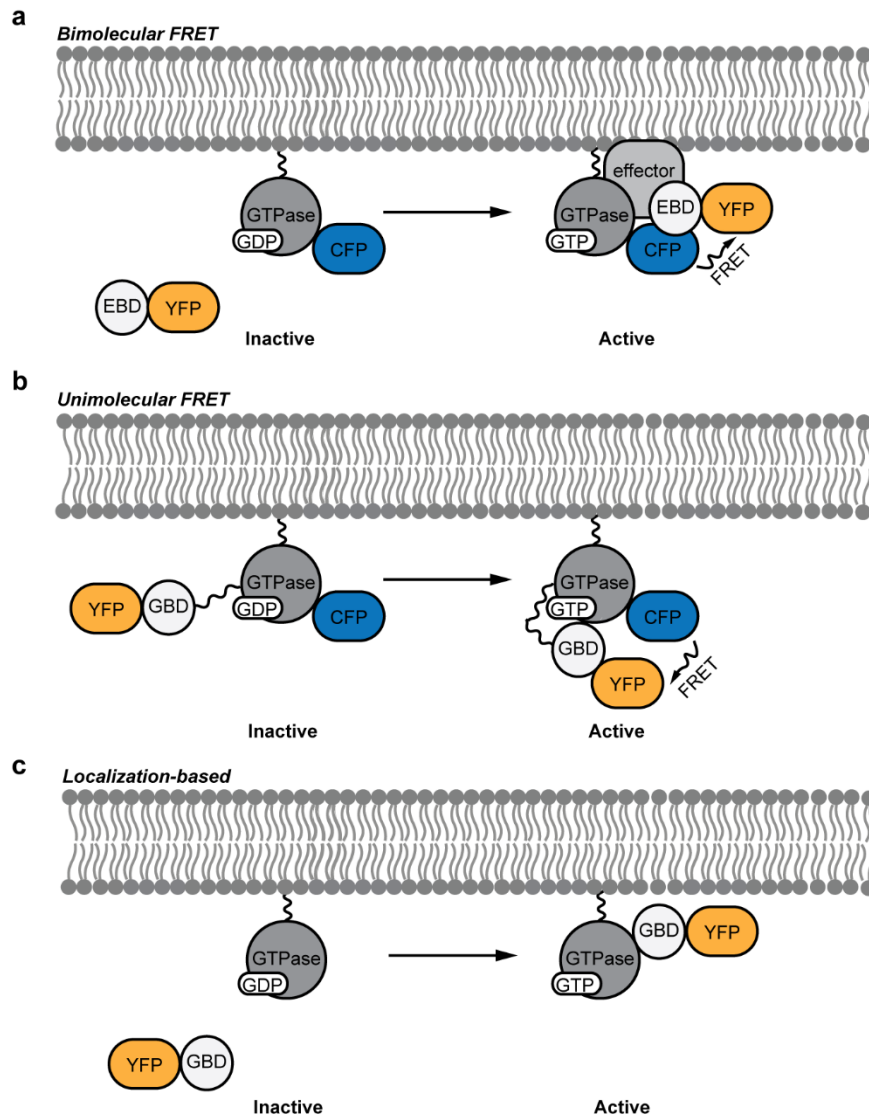 a
Bimolecular FRET
GTPase
GDP
CFP
EBD YFP
Inactive
effector
GTPase
EBD YFP
GTP
CFP
FRET
Active
b
Unimolecular FRET
YFP GBD
GTPase
GDP
CFP
Inactive
GTPase
GTP
CFP
GBD
YFP
FRET
Active
c
Localization-based
GTPase
GDP
YFP GBD
Inactive
GBD YFP
GTPase
GTP
Active